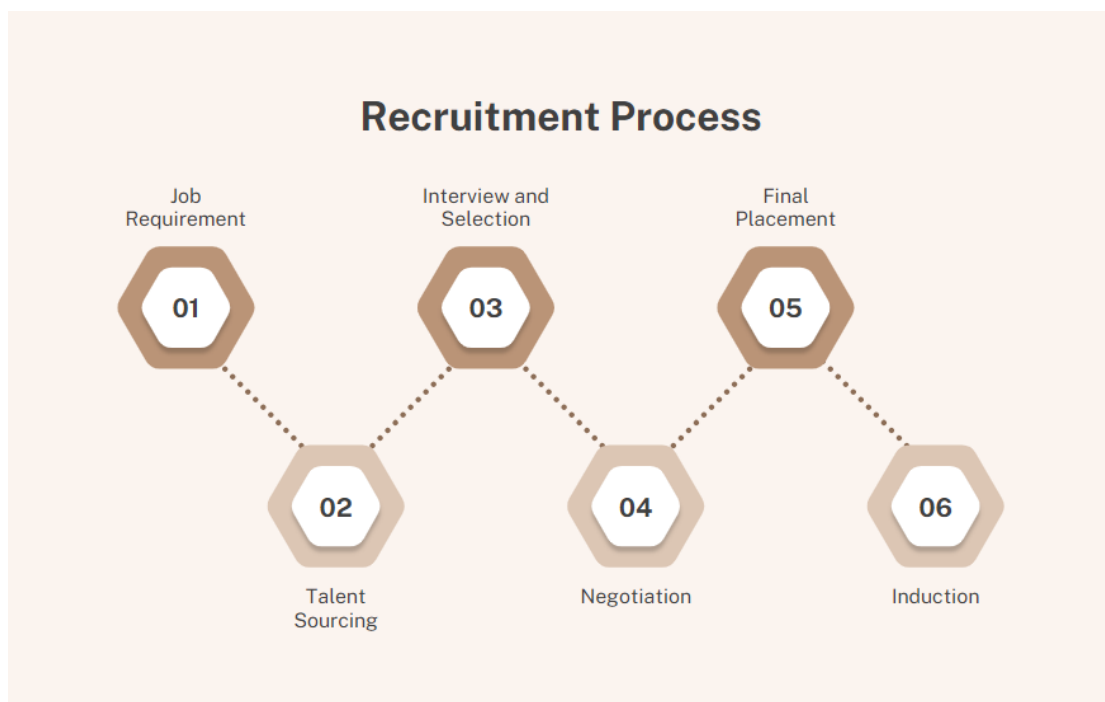 Recruitment Process
Job
Requirement
01
02
Talent
Sourcing
Interview and
Selection
03
04
Negotiation
Final
Placement
05
06
Induction